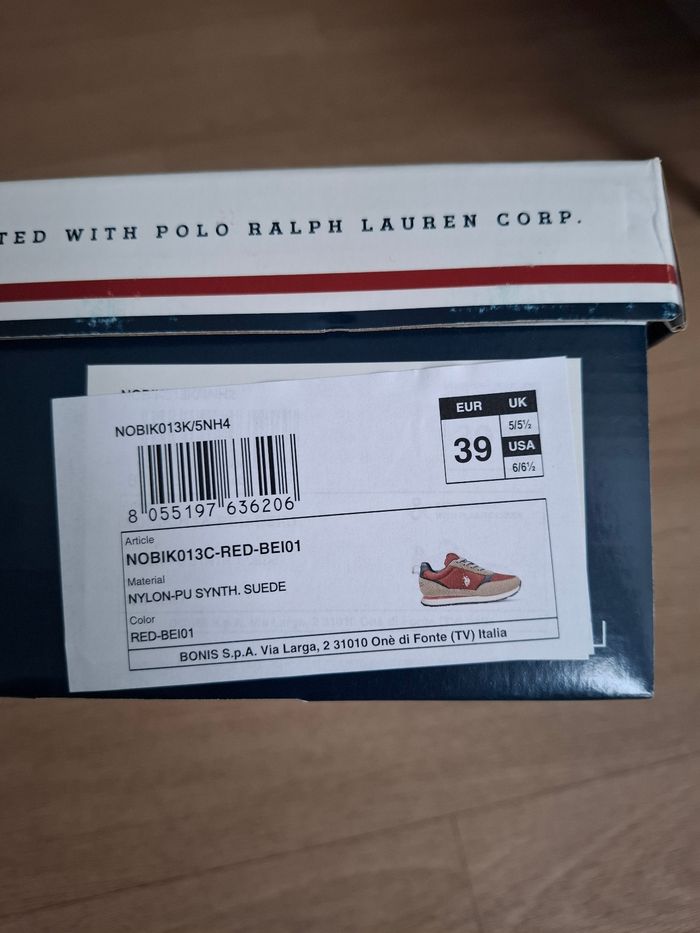 TED WITH POLO RALPH LAUREN CORP.
NOBIK013K/5NH4
8 055197 636206
EUR
39
UK
5/5½
USA
6/6½
Article
NOBIK013C-RED-BEI01
Material
NYLON-PU SYNTH. SUEDE
Color
RED-BEI01
BONIS S.p.A. Via Larga, 2 31010 Onè di Fonte (TV) Italia